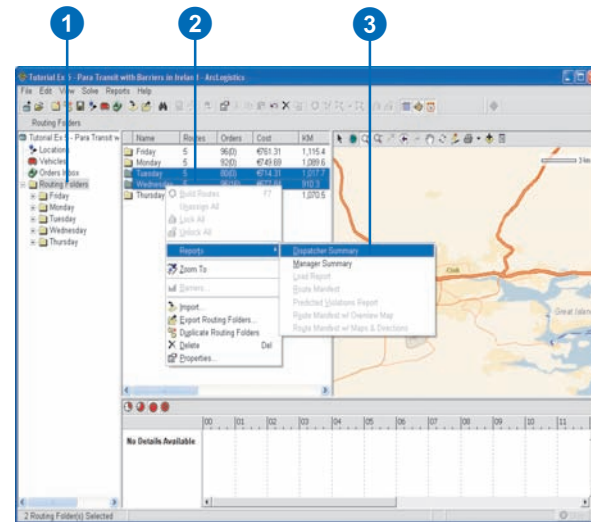 1 2 3
Tutorial Ex 5 - Para Transit with Barriers in Ireland - ArcLogistics
File Edit View Solve Reports Help
Routing Folders
Tutorial Ex 5 - Para Transit w
Locations
Vehicles
Orders Inbox
Routing Folders
Friday
Monday
Tuesday
Wednesday
Thursday
Name Routes Orders Cost KM
Friday 5 96(0) €761.31 1,115.4
Monday 5 92(0) €749.69 1,089.6
Tuesday 5 80(0) €714.31 1,017.7
Wednesday 910.3
Thursday 1,070.5
Build Routes F7
Unassign All
Lock All
Unlock All
Reports
Zoom To
Barriers...
Import...
Export Routing Folders...
Duplicate Routing Folders
Delete Del
Properties...
Dispatcher Summary
Manager Summary
Load Report
Route Manifest
Predicted Violations Report
Route Manifest w/ Overview Map
Route Manifest w/ Maps & Directions
Cork
Great Islan
00 01 02 03 04 05 06 07 08 09 10 11
No Details Available
2 Routing Folder(s) Selected